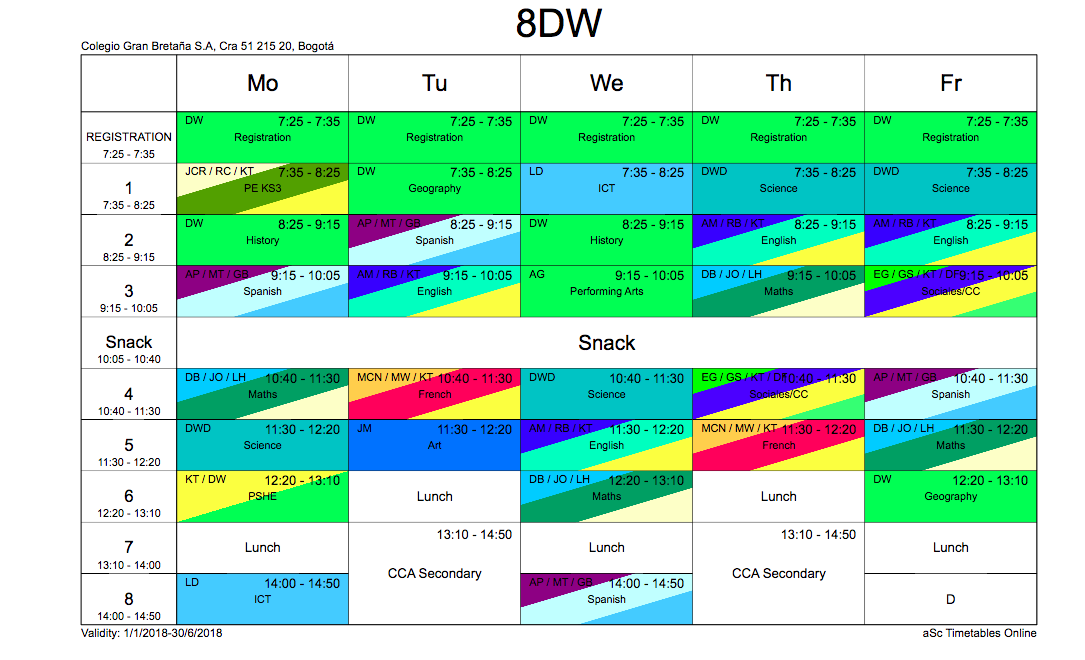 8DW
Colegio Gran Bretaña S.A, Cra 51 215 20, Bogotá
Mo Tu We Th Fr
REGISTRATION
7:25 - 7:35
DW 7:25 - 7:35
Registration
DW 7:25 - 7:35
Registration
DW 7:25 - 7:35
Registration
DW 7:25 - 7:35
Registration
DW 7:25 - 7:35
Registration
1
7:35 - 8:25
JCR / RC / KT 7:35 - 8:25
PE KS3
DW 7:35 - 8:25
Geography
LD 7:35 - 8:25
ICT
DWD 7:35 - 8:25
Science
DWD 7:35 - 8:25
Science
2
8:25 - 9:15
DW 8:25 - 9:15
History
AP / MT / GB 8:25 - 9:15
Spanish
DW 8:25 - 9:15
History
AM / RB / KT 8:25 - 9:15
English
AM / RB / KT 8:25 - 9:15
English
3
9:15 - 10:05
AP / MT / GB 9:15 - 10:05
Spanish
AM / RB / KT 9:15 - 10:05
English
AG 9:15 - 10:05
Performing Arts
DB / JO / LH 9:15 - 10:05
Maths
EG / GS / KT / DF 9:15 - 10:05
Sociales/CC
Snack
10:05 - 10:40
Snack
4
10:40 - 11:30
DB / JO / LH 10:40 - 11:30
Maths
MCN / MW / KT 10:40 - 11:30
French
DWD 10:40 - 11:30
Science
EG / GS / KT / DF 10:40 - 11:30
Sociales/CC
AP / MT / GB 10:40 - 11:30
Spanish
5
11:30 - 12:20
DWD 11:30 - 12:20
Science
JM 11:30 - 12:20
Art
AM / RB / KT 11:30 - 12:20
English
MCN / MW / KT 11:30 - 12:20
French
DB / JO / LH 11:30 - 12:20
Maths
6
12:20 - 13:10
KT / DW 12:20 - 13:10
PSHE
Lunch
DB / JO / LH 12:20 - 13:10
Maths
Lunch
DW 12:20 - 13:10
Geography
7
13:10 - 14:00
Lunch
13:10 - 14:50
CCA Secondary
Lunch
13:10 - 14:50
CCA Secondary
Lunch
8
14:00 - 14:50
LD 14:00 - 14:50
ICT
AP / MT / GB 14:00 - 14:50
Spanish
D
Validity: 1/1/2018-30/6/2018
aSc Timetables Online